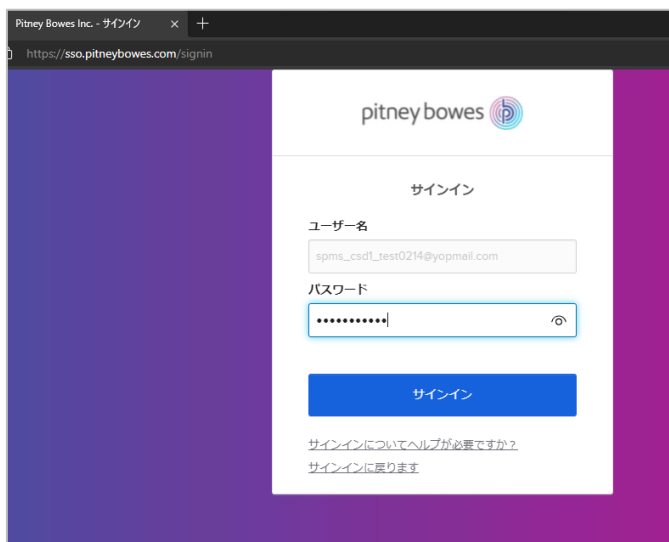 Pitney Bowes Inc. - サインイン
https://sso.pitneybowes.com/signin
pitney bowes
サインイン
ユーザー名
spms_csd1_test0214@yopmail.com
パスワード
•••••••••••
サインイン
サインインについてヘルプが必要ですか？
サインインに戻ります